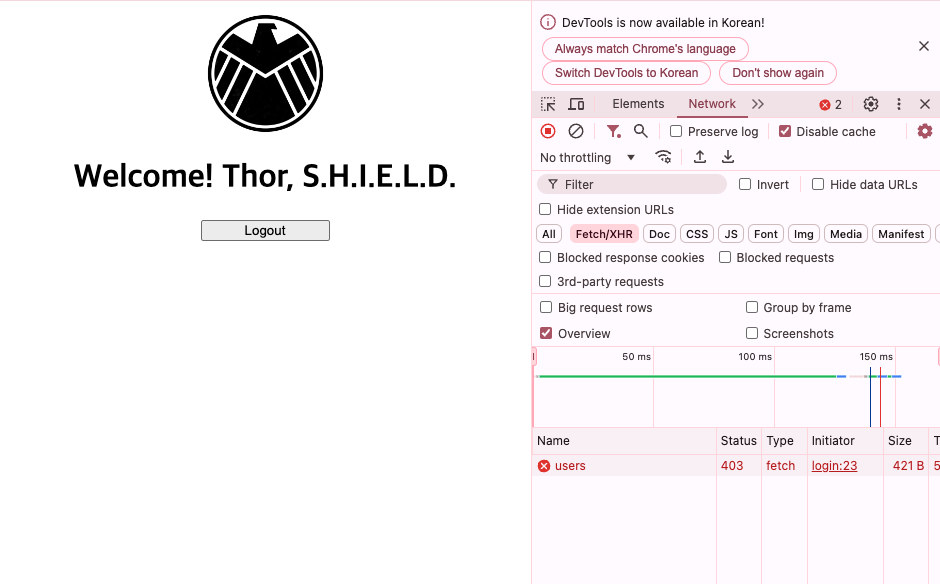 Welcome! Thor, S.H.I.E.L.D.
Logout
DevTools is now available in Korean!
Always match Chrome's language
Switch DevTools to Korean
Don't show again
Elements
Network
2
Preserve log
Disable cache
No throttling
Filter
Invert
Hide data URLs
Hide extension URLs
All
Fetch/XHR
Doc
CSS
JS
Font
Img
Media
Manifest
Blocked response cookies
Blocked requests
3rd-party requests
Big request rows
Group by frame
Overview
Screenshots
50 ms
100 ms
150 ms
Name
Status
Type
Initiator
Size
T
users
403
fetch
login:23
421 B
5